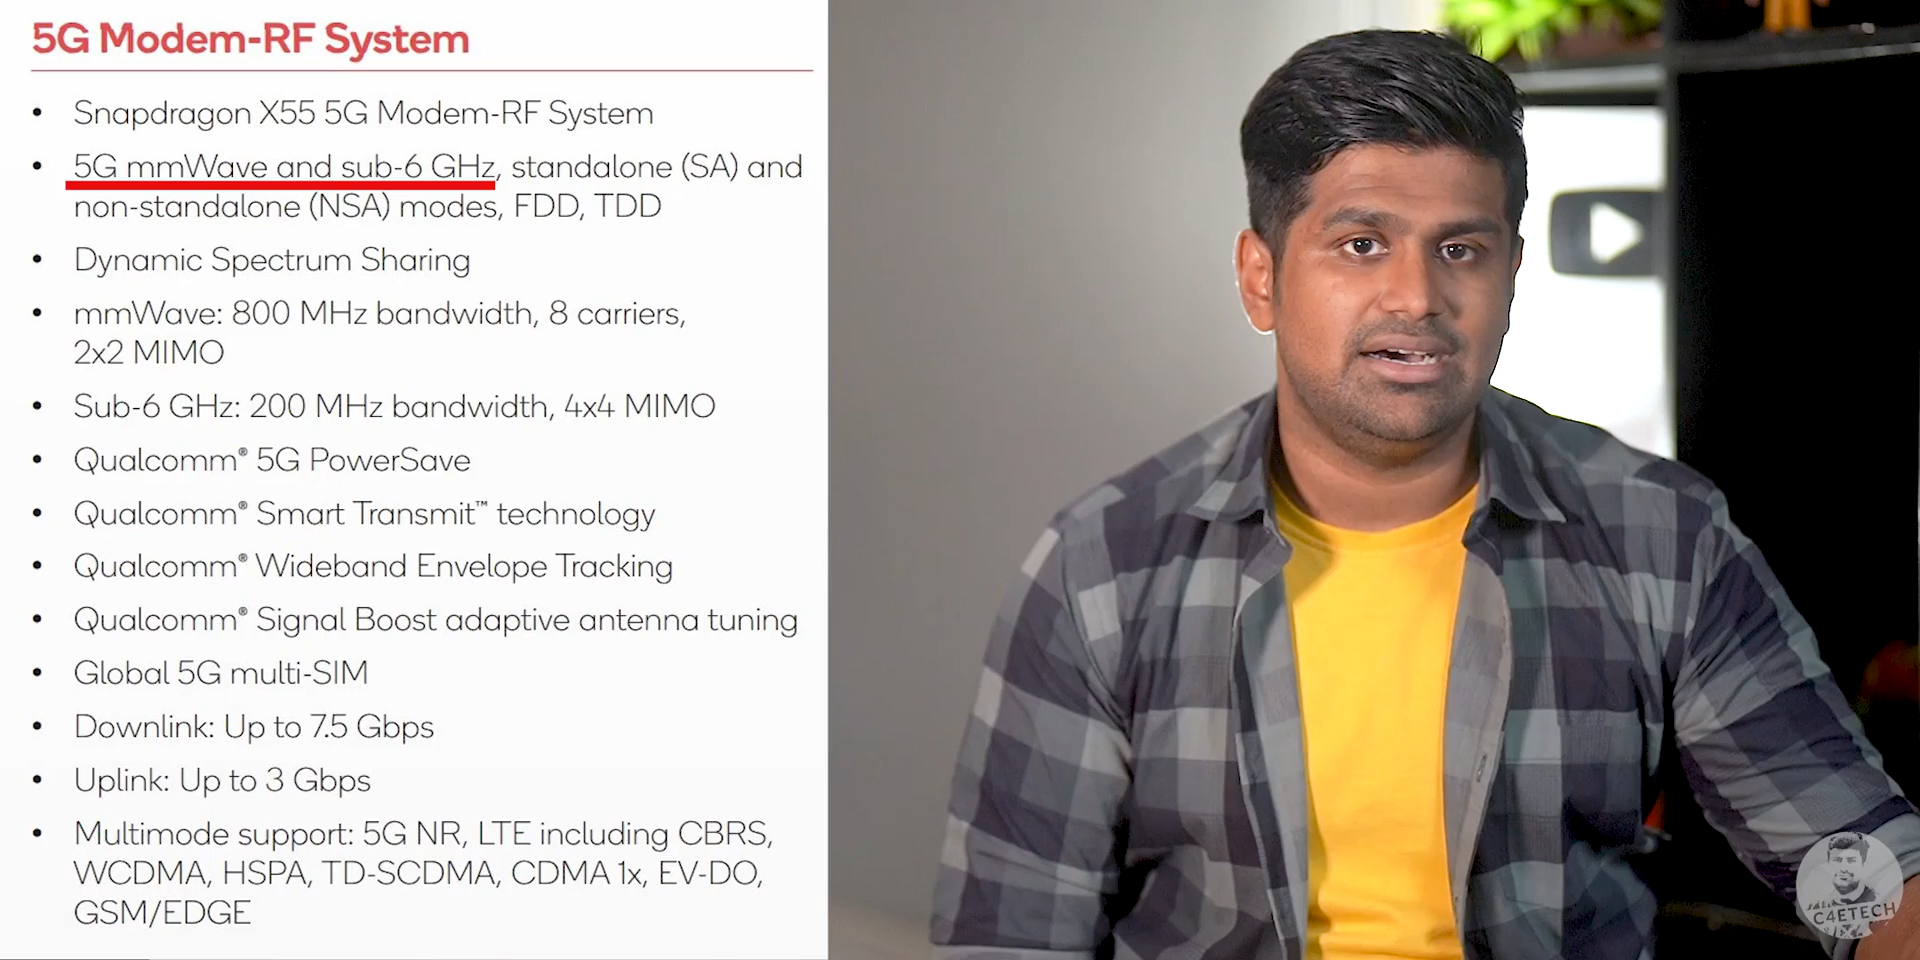 5G Modem-RF System
• Snapdragon X55 5G Modem-RF System
• 5G mmWave and sub-6 GHz, standalone (SA) and
non-standalone (NSA) modes, FDD, TDD
• Dynamic Spectrum Sharing
• mmWave: 800 MHz bandwidth, 8 carriers,
2x2 MIMO
• Sub-6 GHz: 200 MHz bandwidth, 4x4 MIMO
• Qualcomm® 5G PowerSave
• Qualcomm® Smart Transmit™ technology
• Qualcomm® Wideband Envelope Tracking
• Qualcomm® Signal Boost adaptive antenna tuning
• Global 5G multi-SIM
• Downlink: Up to 7.5 Gbps
• Uplink: Up to 3 Gbps
• Multimode support: 5G NR, LTE including CBRS,
WCDMA, HSPA, TD-SCDMA, CDMA 1x, EV-DO,
GSM/EDGE
C4ETECH